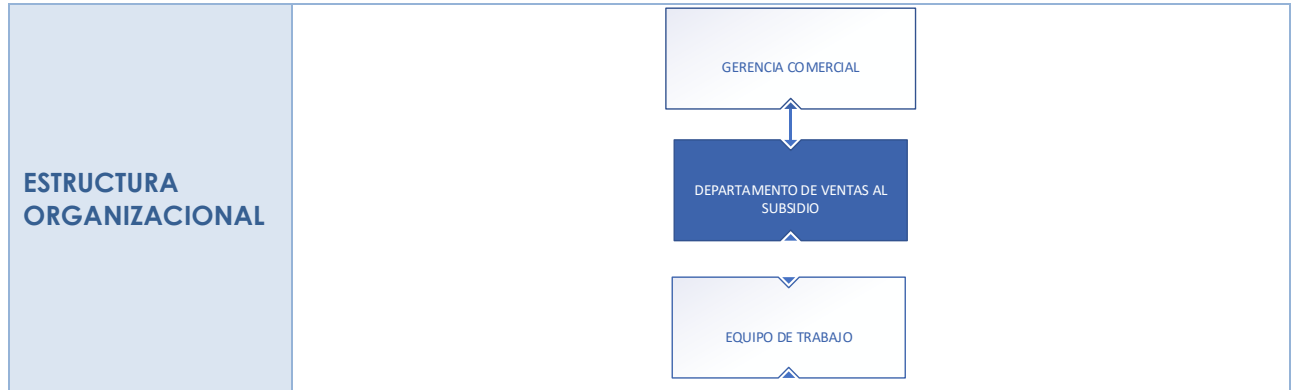 GERENCIA COMERCIAL
ESTRUCTURA
ORGANIZACIONAL
DEPARTAMENTO DE VENTAS AL
SUBSIDIO
EQUIPO DE TRABAJO